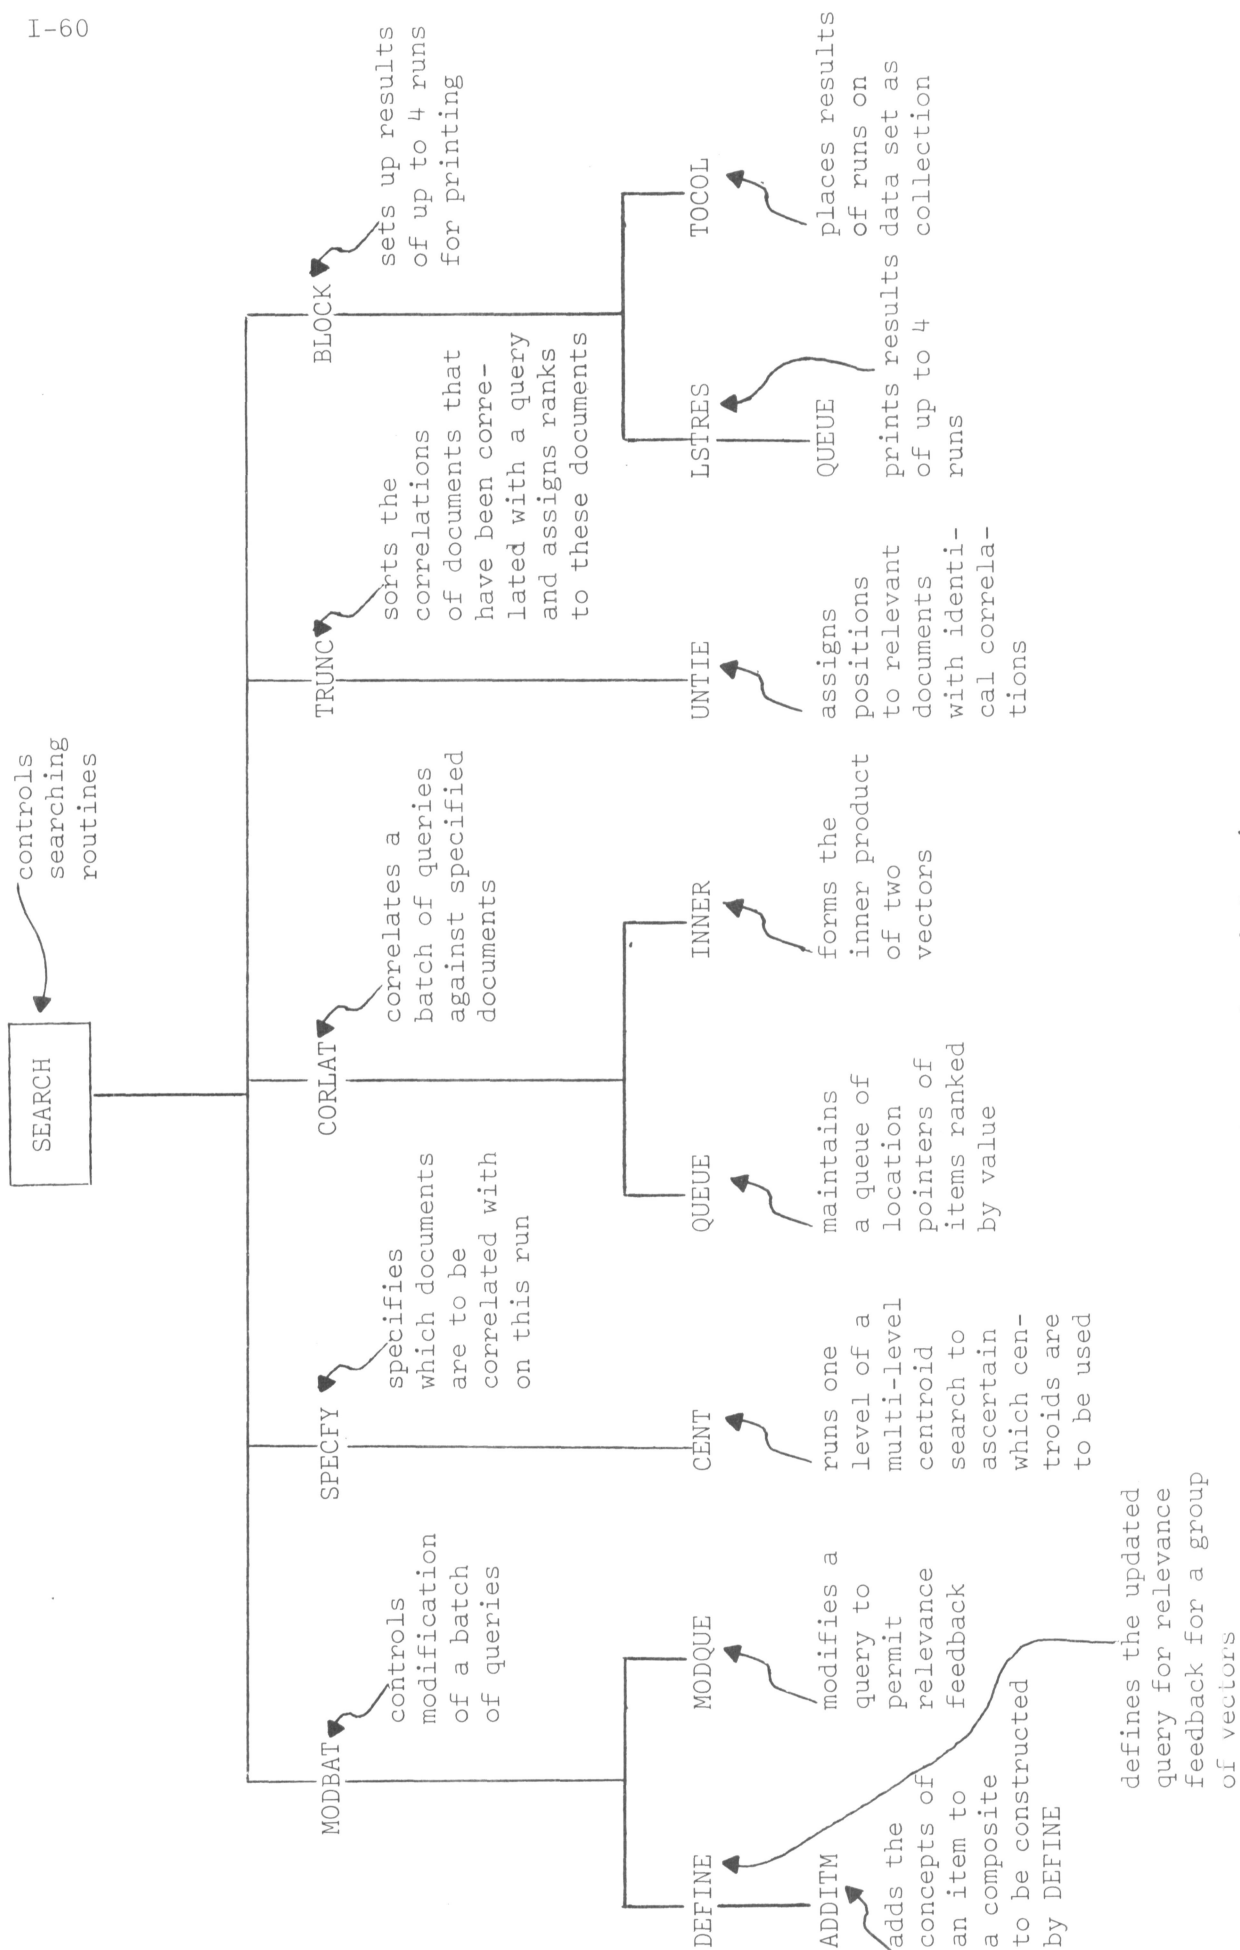 I-60
SEARCH
controls
searching
routines
MODBAT
controls
modification
of a batch
of queries
SPECFY
specifies
which documents
are to be
correlated with
on this run
CORLAT
correlates a
batch of queries
against specified
documents
TRUNC
sorts the
correlations
of documents that
have been corre-
lated with a query
and assigns ranks
to these documents
BLOCK
sets up results
of up to 4 runs
for printing
DEFINE
defines the updated
query for relevance
feedback for a group
of vectors
ADDITM
adds the
concepts of
an item to
a composite
to be constructed
by DEFINE
MODQUE
modifies a
query to
permit
relevance
feedback
CENT
runs one
level of a
multi-level
centroid
search to
ascertain
which cen-
troids are
to be used
QUEUE
maintains
a queue of
location
pointers of
items ranked
by value
INNER
forms the
inner product
of two
vectors
UNTIE
assigns
positions
to relevant
documents
with identi-
cal correla-
tions
LSTRES
QUEUE
prints results
of up to 4
runs
TOCOL
places results
of runs on
data set as
collection